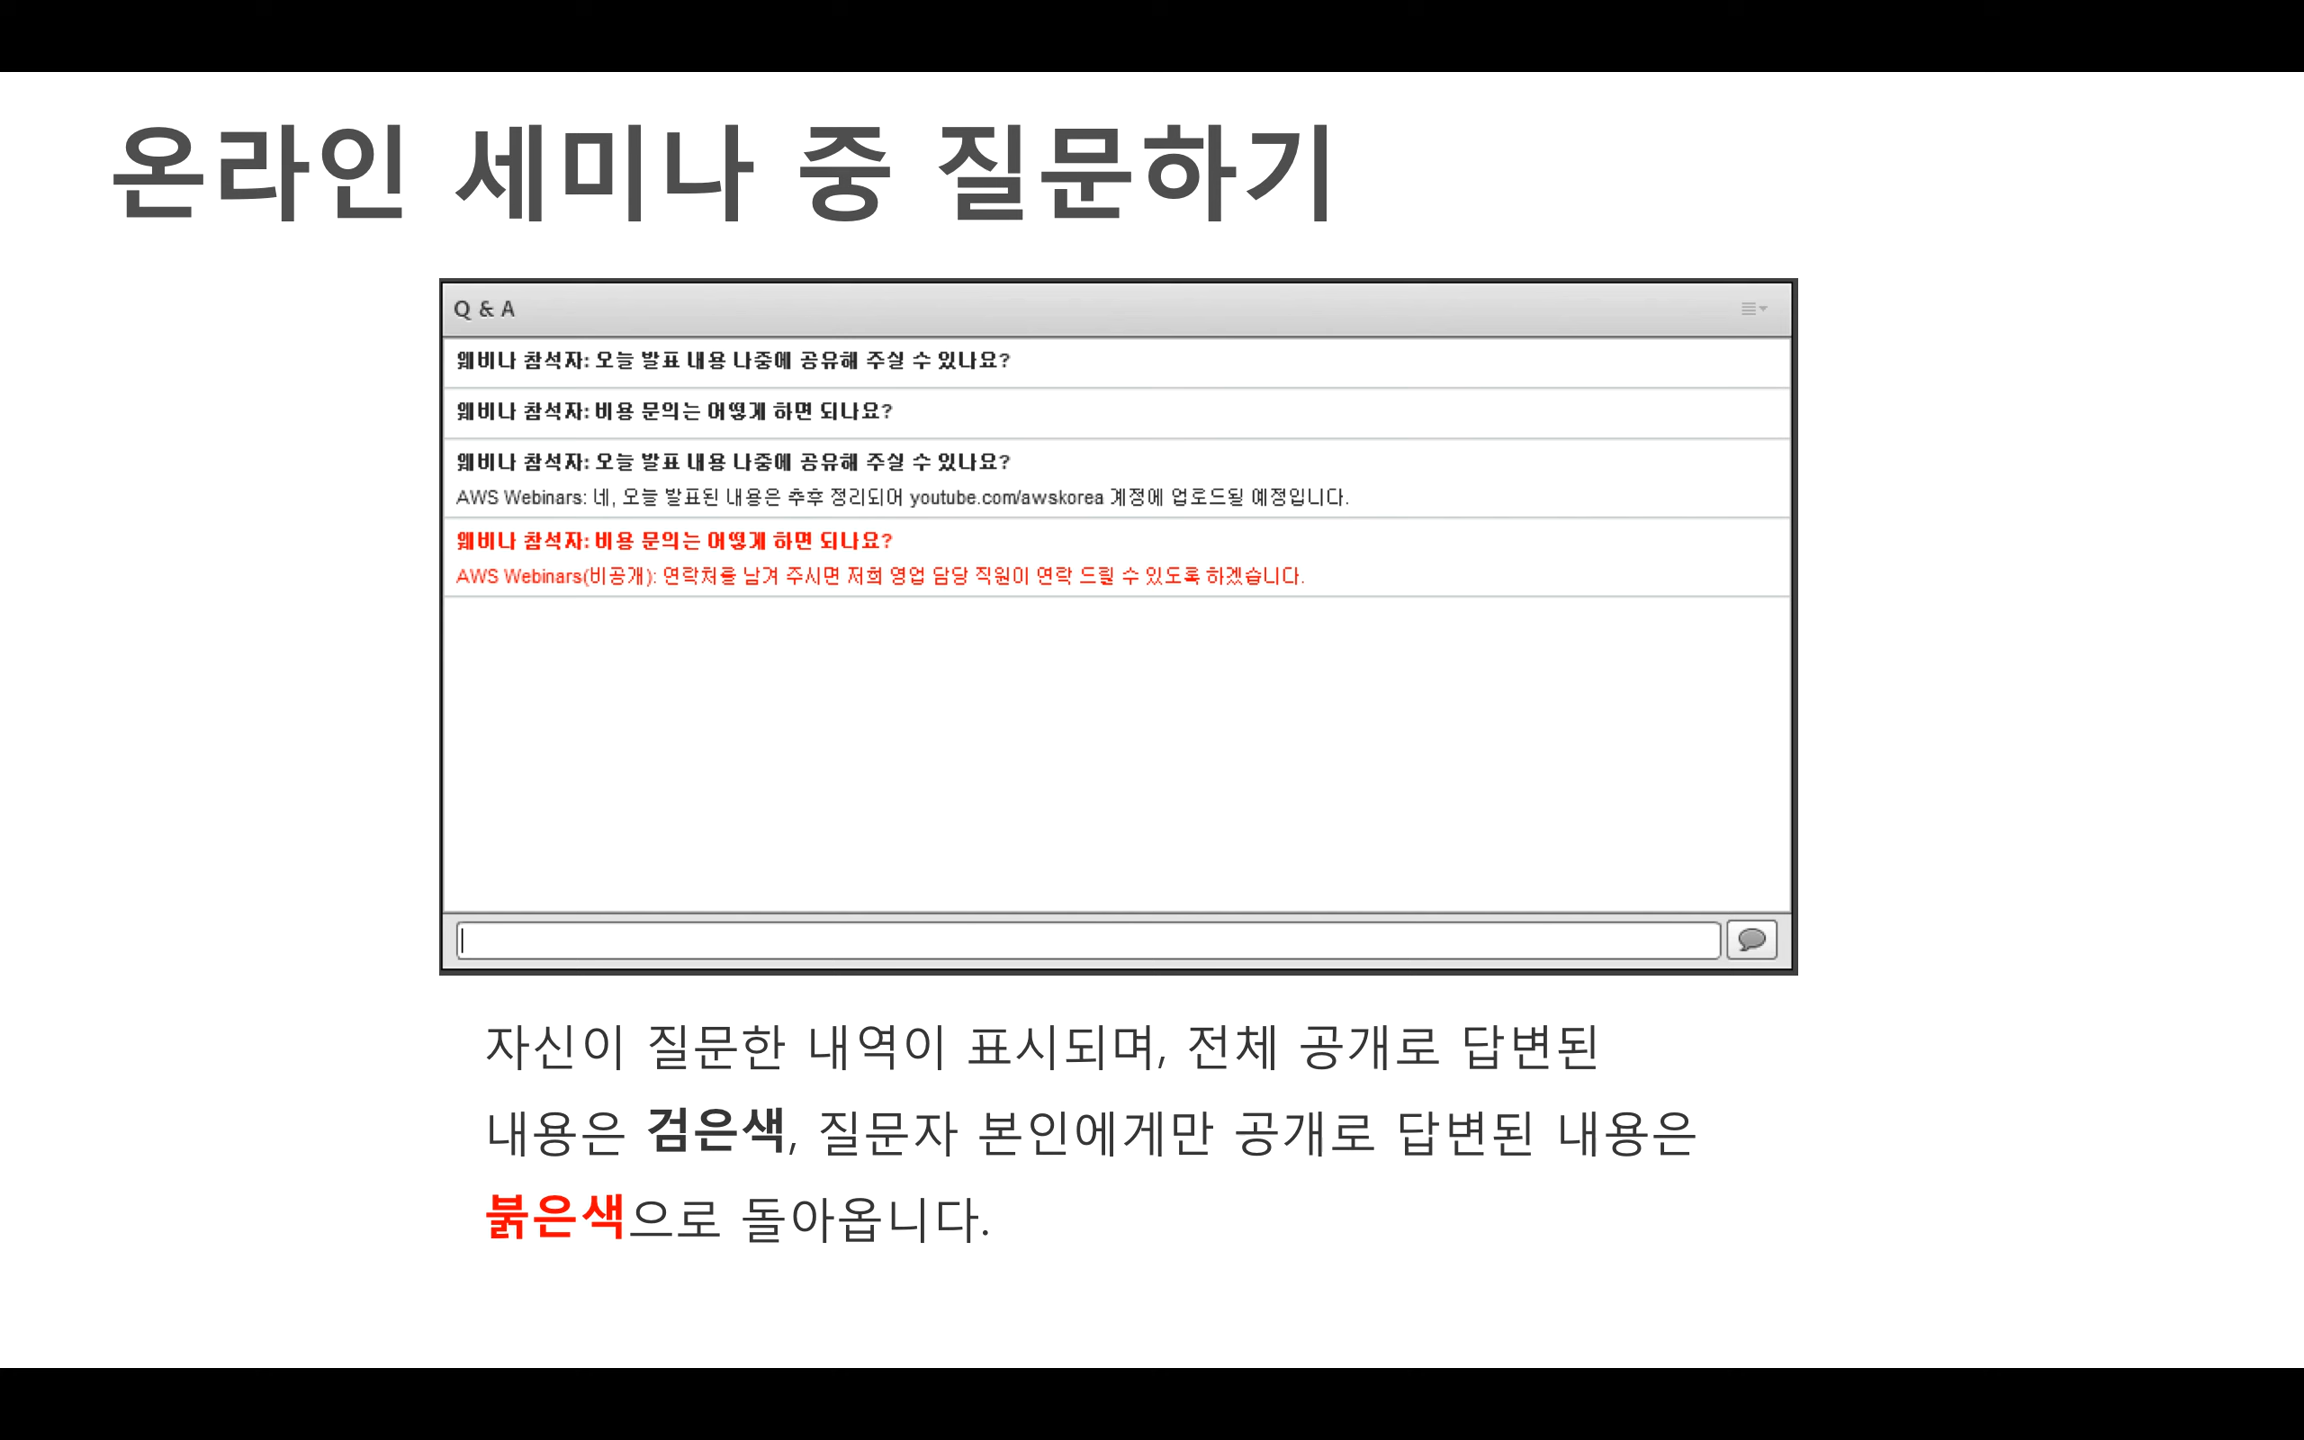 온라인 세미나 중 질문하기
Q & A
웨비나 참석자: 오늘 발표 내용 나중에 공유해 주실 수 있나요?
웨비나 참석자: 비용 문의는 어떻게 하면 되나요?
웨비나 참석자: 오늘 발표 내용 나중에 공유해 주실 수 있나요?
AWS Webinars: 네, 오늘 발표된 내용은 추후 정리되어 youtube.com/awskorea 계정에 업로드될 예정입니다.
웨비나 참석자: 비용 문의는 어떻게 하면 되나요?
AWS Webinars(비공개): 연락처를 남겨 주시면 저희 영업 담당 직원이 연락 드릴 수 있도록 하겠습니다.
자신이 질문한 내역이 표시되며, 전체 공개로 답변된
내용은 검은색, 질문자 본인에게만 공개로 답변된 내용은
붉은색으로 돌아옵니다.